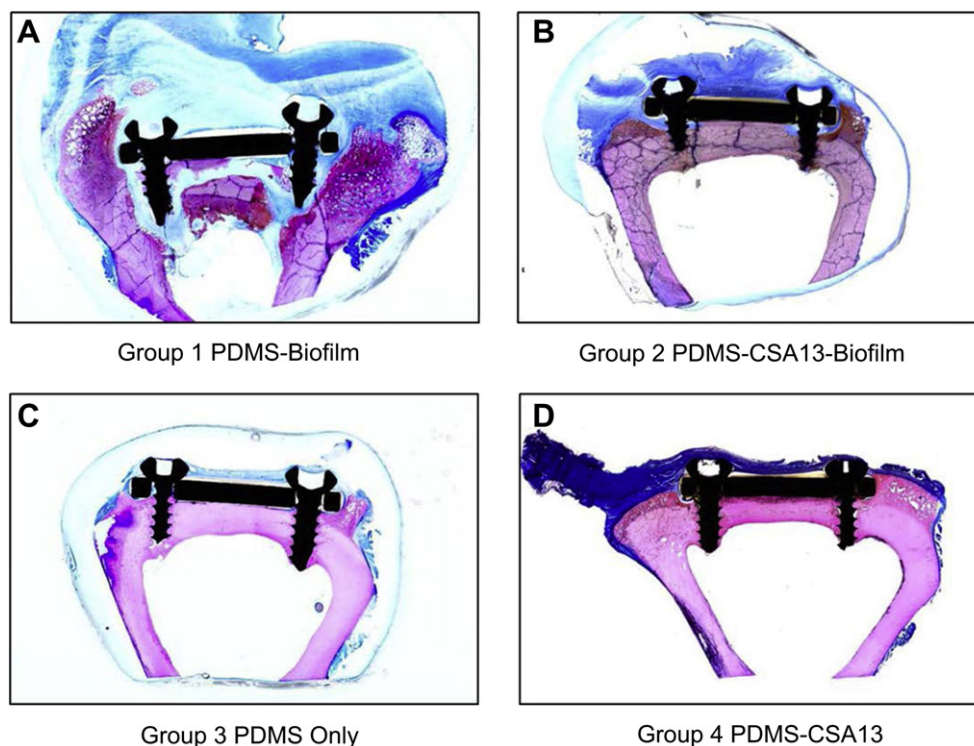 A
B
Group 1 PDMS-Biofilm
Group 2 PDMS-CSA13-Biofilm
C
D
Group 3 PDMS Only
Group 4 PDMS-CSA13